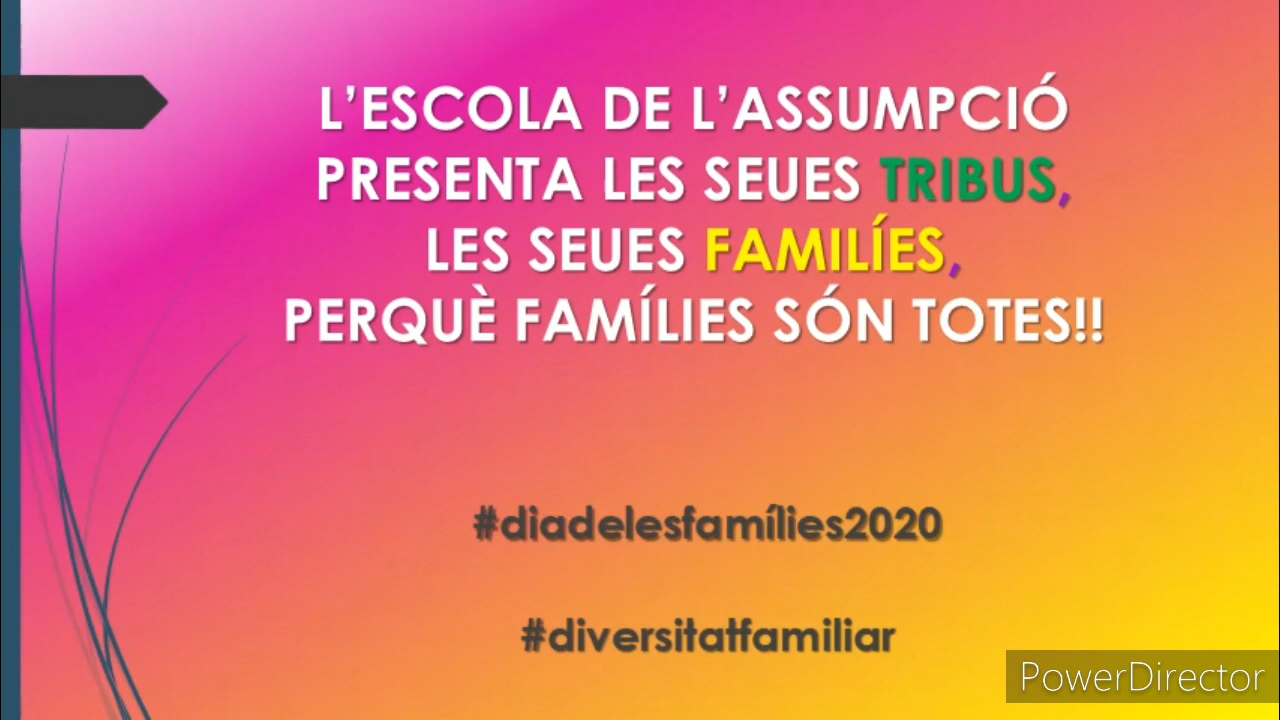 L’ESCOLA DE L’ASSUMPCIÓ
PRESENTA LES SEUES TRIBUS,
LES SEUES FAMILÍES,
PERQUÈ FAMÍLIES SÓN TOTES!!
#diadelesfamílies2020
#diversitatfamiliar
PowerDirector